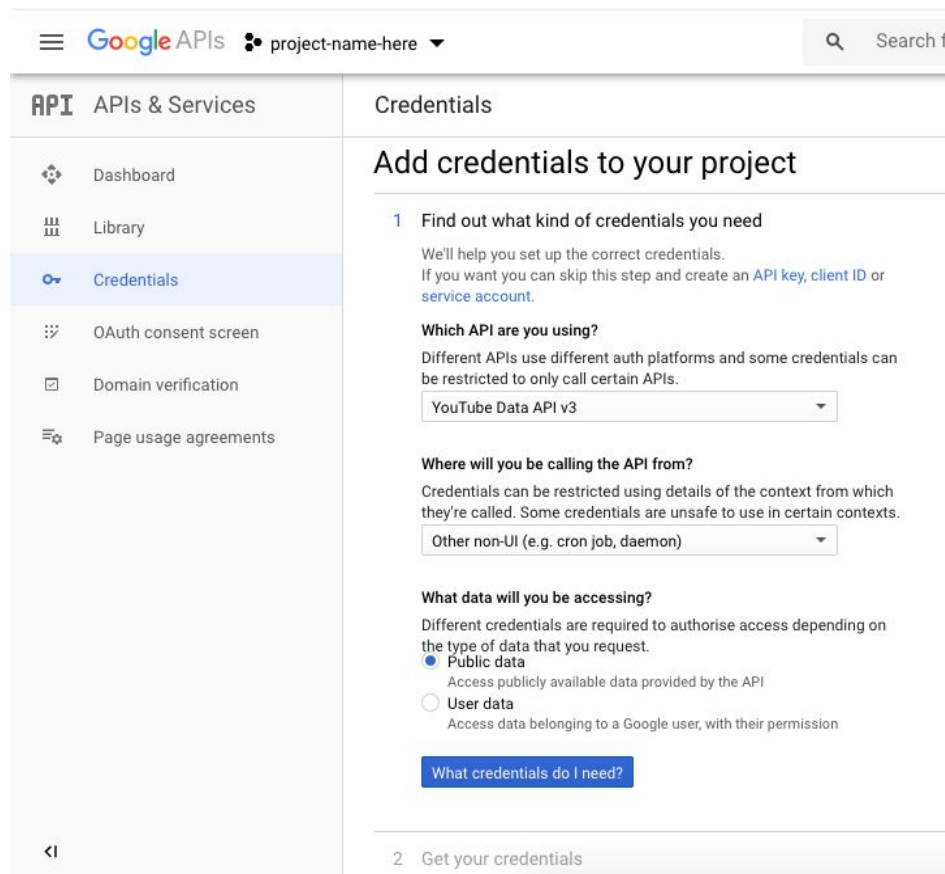 Google APIs project-name-here Search f
API APIs & Services
Credentials
Dashboard
Library
Credentials
OAuth consent screen
Domain verification
Page usage agreements
Add credentials to your project
1 Find out what kind of credentials you need
We'll help you set up the correct credentials.
If you want you can skip this step and create an API key, client ID or
service account.
Which API are you using?
Different APIs use different auth platforms and some credentials can
be restricted to only call certain APIs.
YouTube Data API v3
Where will you be calling the API from?
Credentials can be restricted using details of the context from which
they're called. Some credentials are unsafe to use in certain contexts.
Other non-UI (e.g. cron job, daemon)
What data will you be accessing?
Different credentials are required to authorise access depending on
the type of data that you request.
Public data
Access publicly available data provided by the API
User data
Access data belonging to a Google user, with their permission
What credentials do I need?
2 Get your credentials